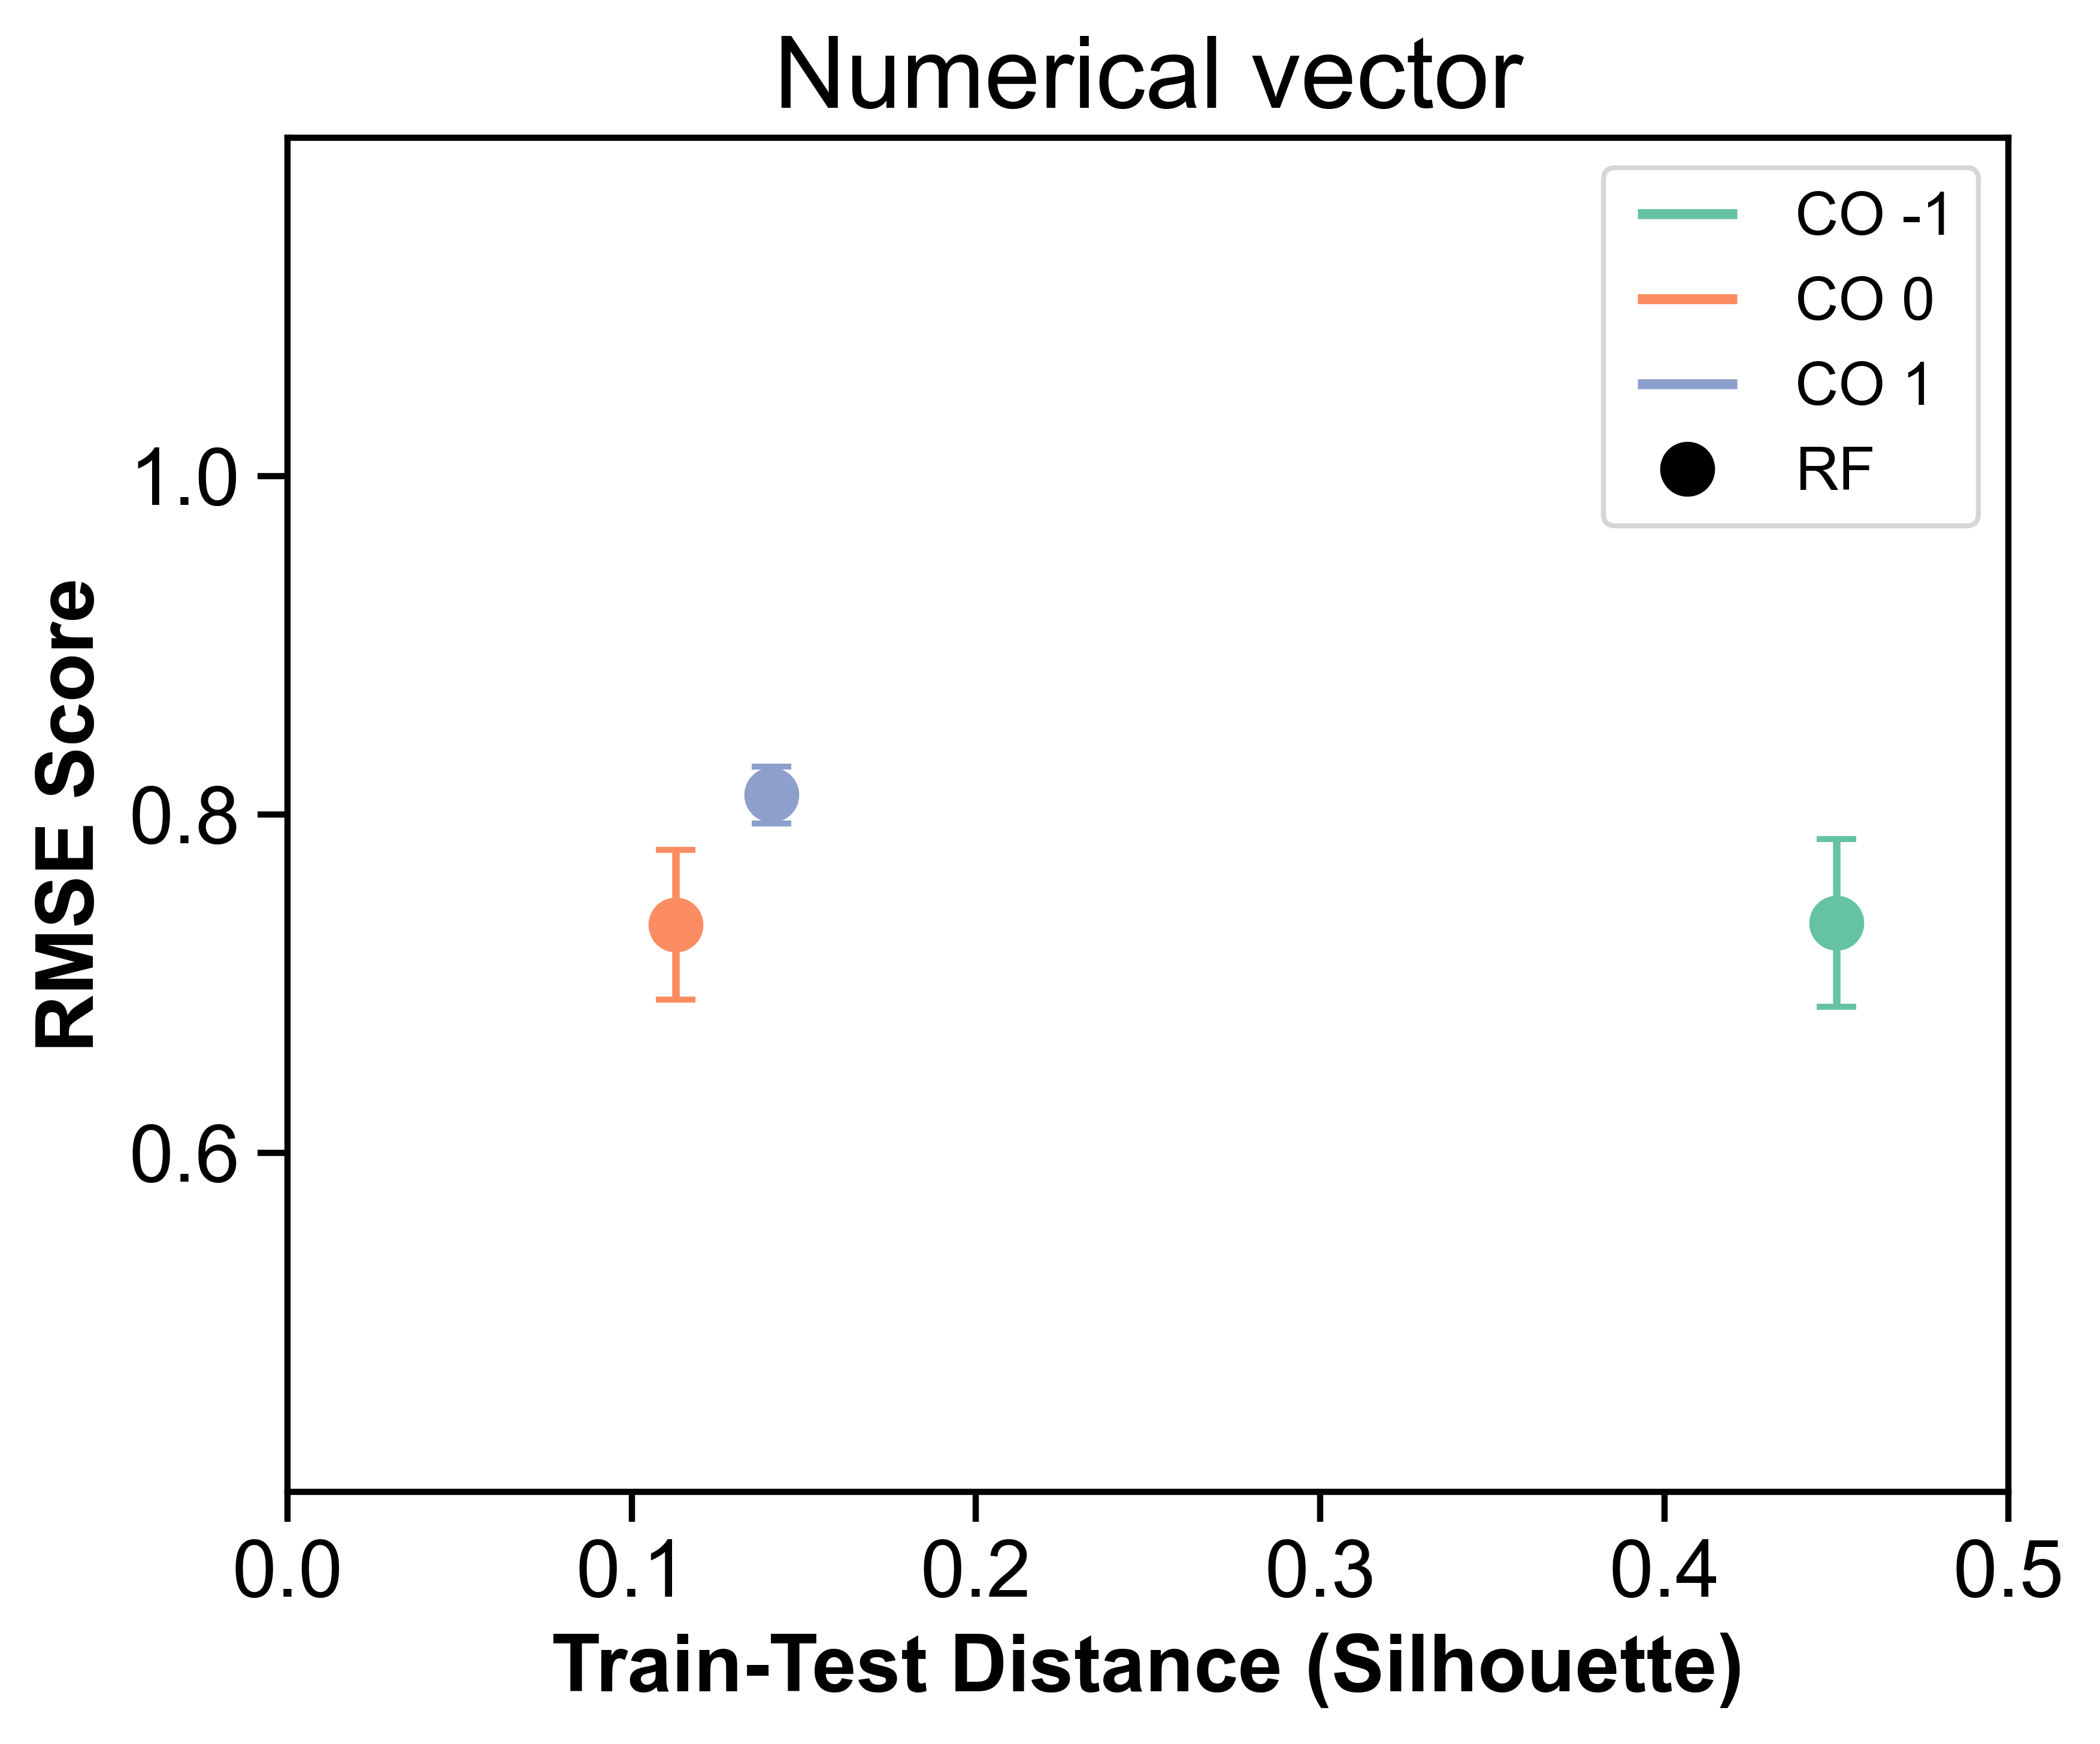 Numerical vector
CO -1
CO 0
CO 1
RF
RMSE Score
1.0
0.8
0.6
0.0 0.1 0.2 0.3 0.4 0.5
Train-Test Distance (Silhouette)